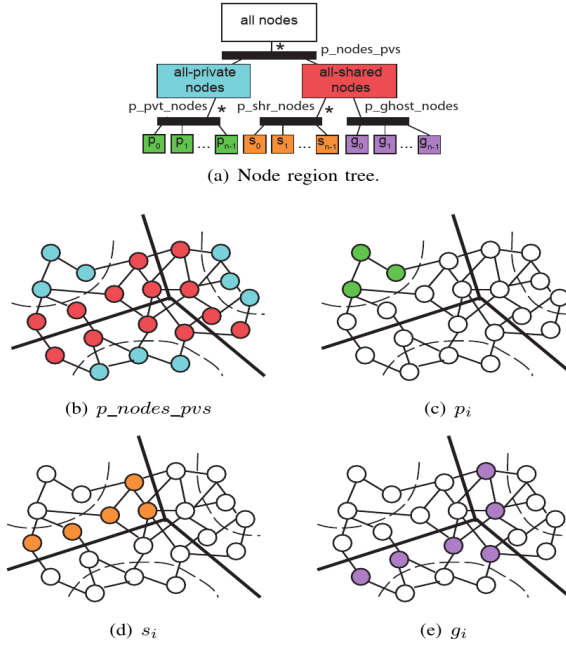 all nodes
*
p_nodes_pvs
all-private nodes
all-shared nodes
p_pvt_nodes
*
p_shr_nodes
*
p_ghost_nodes
p0 p1 ... pn-1 s0 s1 ... sn-1 g0 g1 ... gn-1
(a) Node region tree.
(b) p_nodes_pvs
(c) pi
(d) si
(e) gi